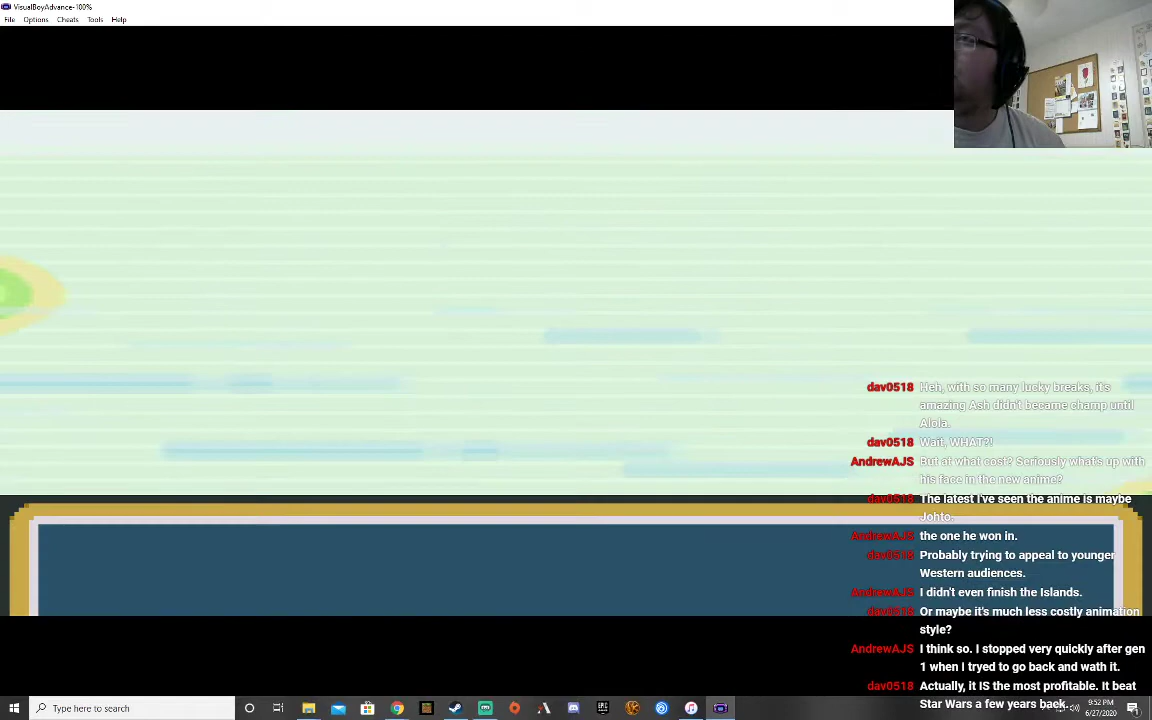 VisualBoyAdvance-100%
File Options Cheats Tools Help
dav0518 Heh, with so many lucky breaks, it's
amazing Ash didn't became champ until
Alola.
dav0518 Wait, WHAT?!
AndrewAJS But at what cost? Seriously what's up with
his face in the new anime?
dav0518 The latest I've seen the anime is maybe
Johto.
AndrewAJS the one he won in.
dav0518 Probably trying to appeal to younger
Western audiences.
AndrewAJS I didn't even finish the Islands.
dav0518 Or maybe it's much less costly animation
style?
AndrewAJS I think so. I stopped very quickly after gen
1 when I tryed to go back and wath it.
dav0518 Actually, it IS the most profitable. It beat
Star Wars a few years back.
Type here to search
9:52 PM
6/27/2020